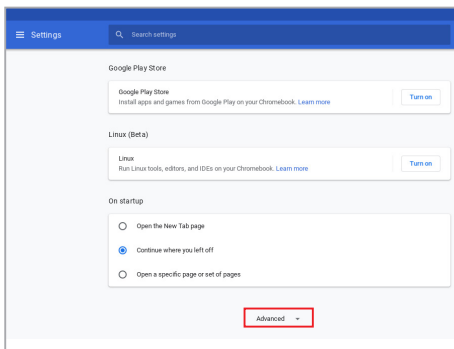 Settings
Search settings
Google Play Store
Google Play Store
Install apps and games from Google Play on your Chromebook. Learn more
Turn on
Linux (Beta)
Linux
Run Linux tools, editors, and IDEs on your Chromebook. Learn more
Turn on
On startup
Open the New Tab page
Continue where you left off
Open a specific page or set of pages
Advanced